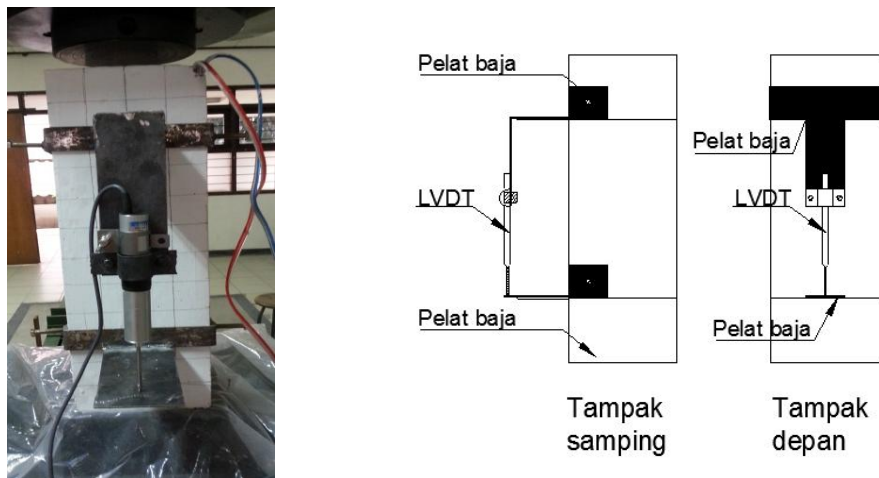 Pelat baja
LVDT
Pelat baja
Tampak
samping
Pelat baja
LVDT
Pelat baja
Tampak
depan